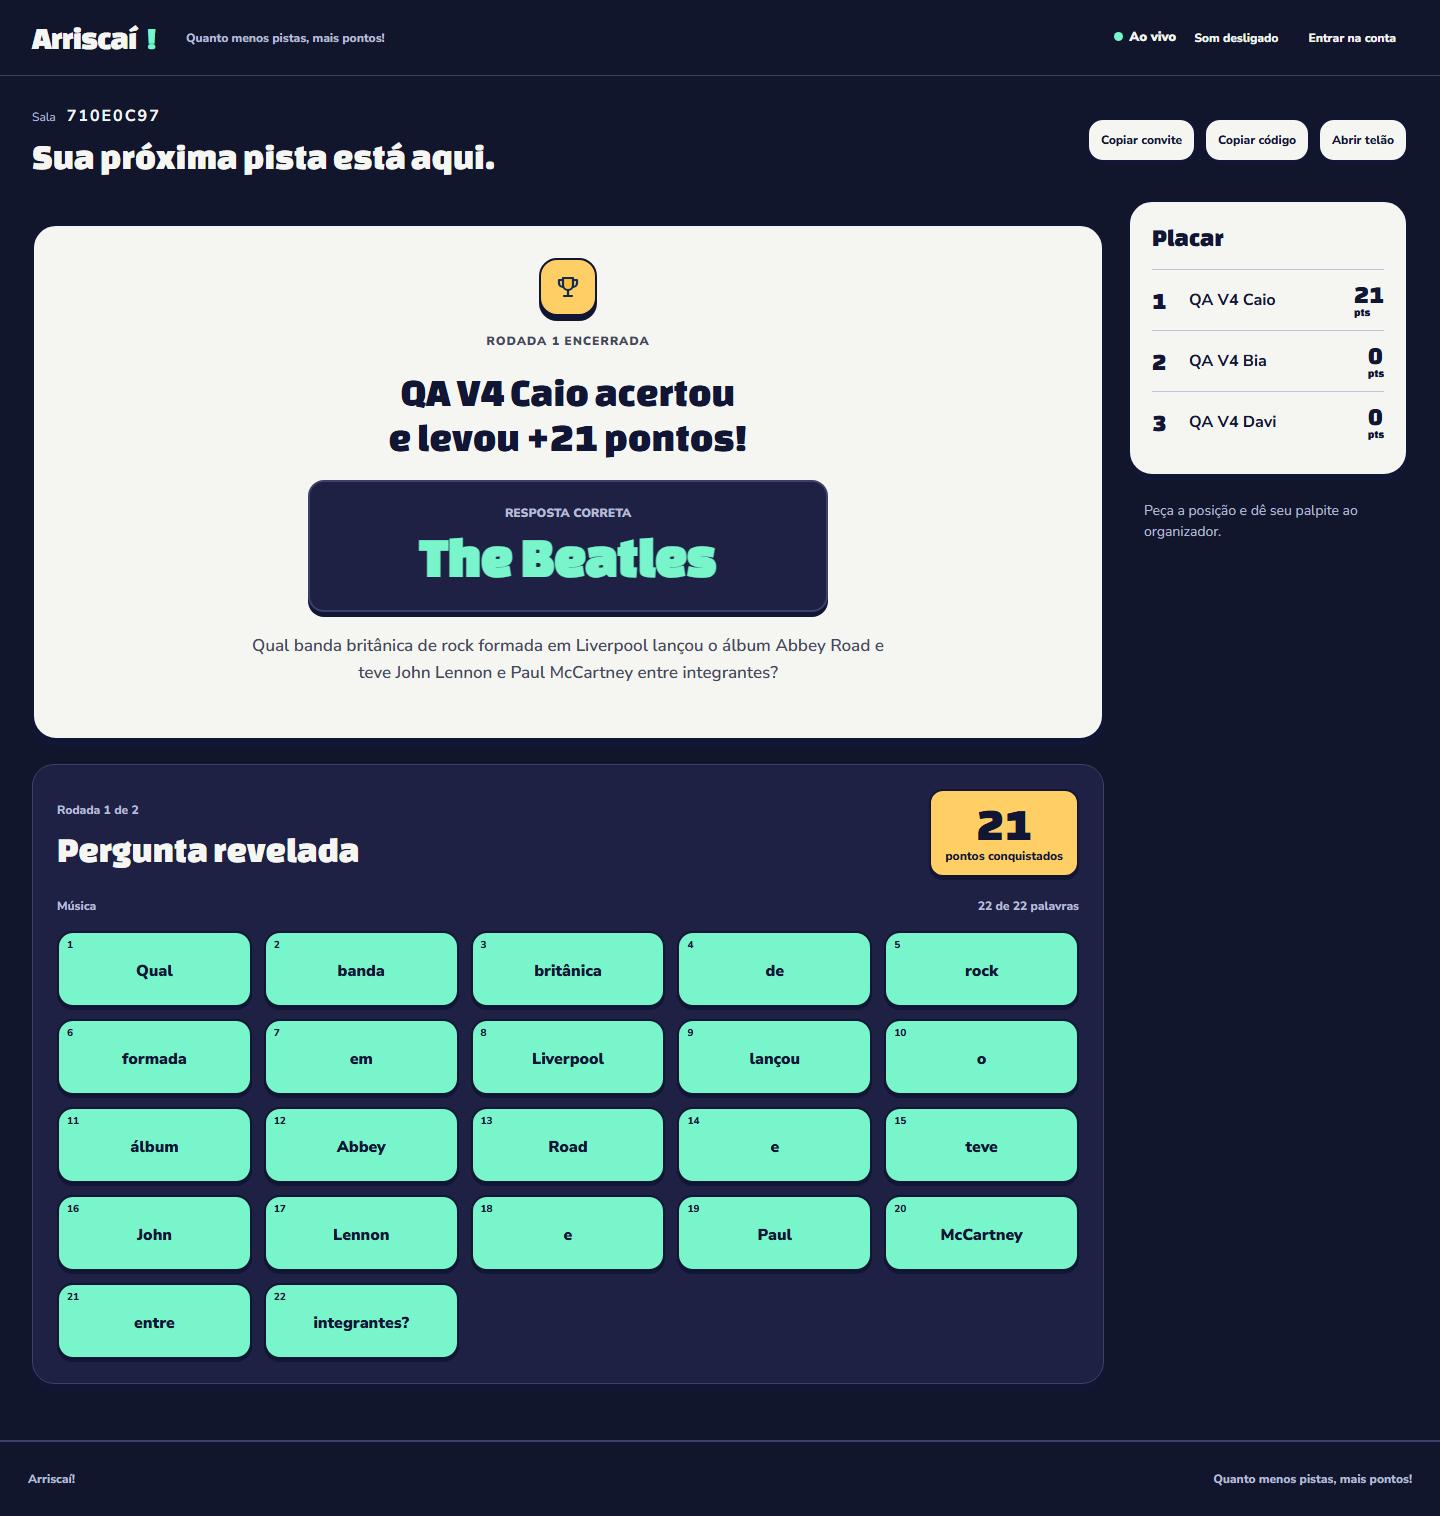 Arriscaí !
Quanto menos pistas, mais pontos!
Ao vivo
Som desligado
Entrar na conta
Sala 710E0C97
Sua próxima pista está aqui.
Copiar convite
Copiar código
Abrir telão
RODADA 1 ENCERRADA
QA V4 Caio acertou
e levou +21 pontos!
RESPOSTA CORRETA
The Beatles
Qual banda britânica de rock formada em Liverpool lançou o álbum Abbey Road e
teve John Lennon e Paul McCartney entre integrantes?
Placar
1 QA V4 Caio 21
pts
2 QA V4 Bia 0
pts
3 QA V4 Davi 0
pts
Peça a posição e dê seu palpite ao
organizador.
Rodada 1 de 2
Pergunta revelada
21
pontos conquistados
Música
22 de 22 palavras
1
Qual
2
banda
3
britânica
4
de
5
rock
6
formada
7
em
8
Liverpool
9
lançou
10
o
11
álbum
12
Abbey
13
Road
14
e
15
teve
16
John
17
Lennon
18
e
19
Paul
20
McCartney
21
entre
22
integrantes?
Arriscaí!
Quanto menos pistas, mais pontos!